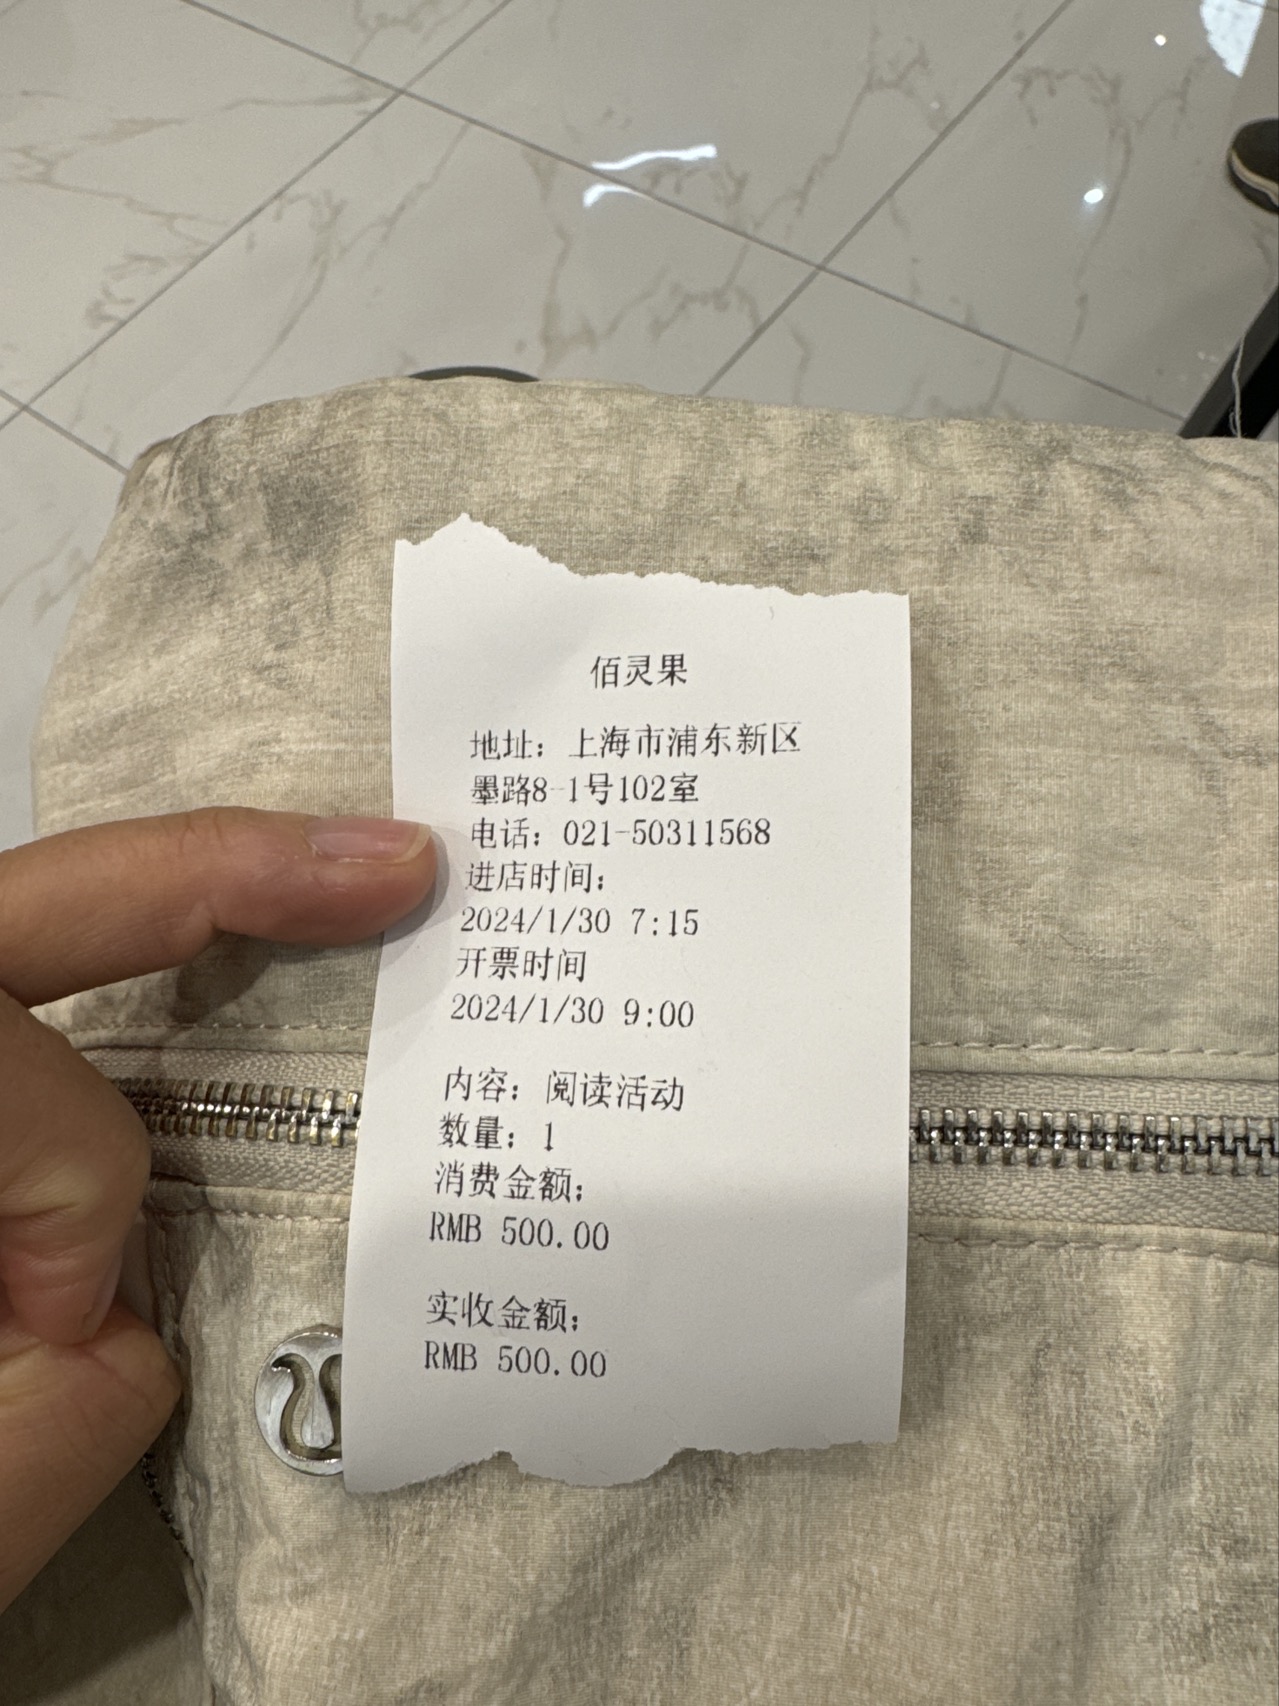 佰灵果
地址：上海市浦东新区
墨路8-1号102室
电话：021-50311568
进店时间：
2024/1/30 7:15
开票时间
2024/1/30 9:00
内容：阅读活动
数量：1
消费金额：
RMB 500.00
实收金额：
RMB 500.00